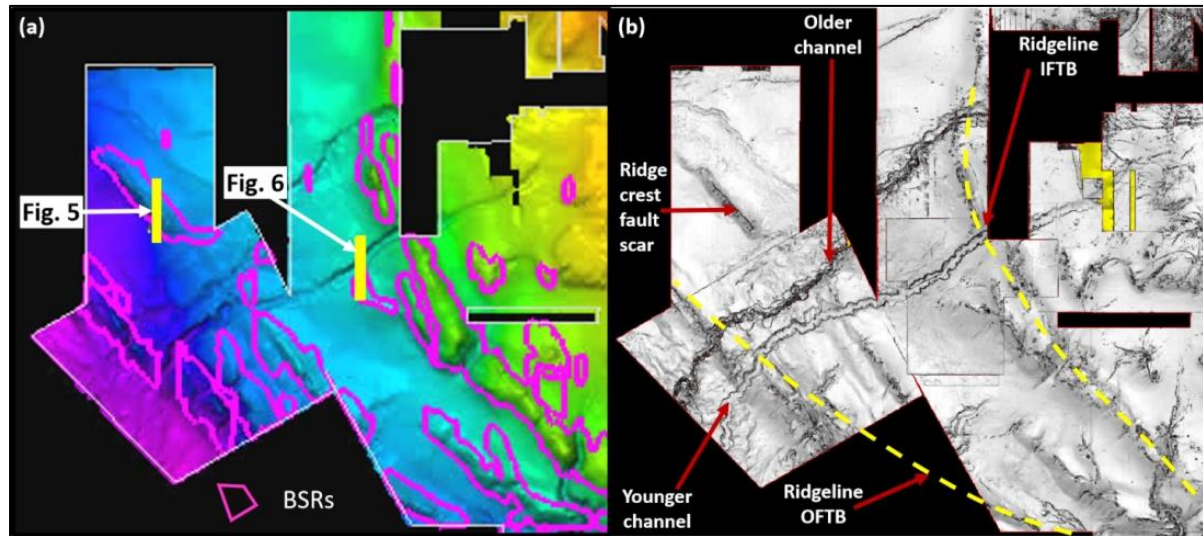 (a)
Fig. 5
Fig. 6
BSRs
(b)
Older
channel
Ridgeline
IFTB
Ridge
crest
fault
scar
Younger
channel
Ridgeline
OFTB